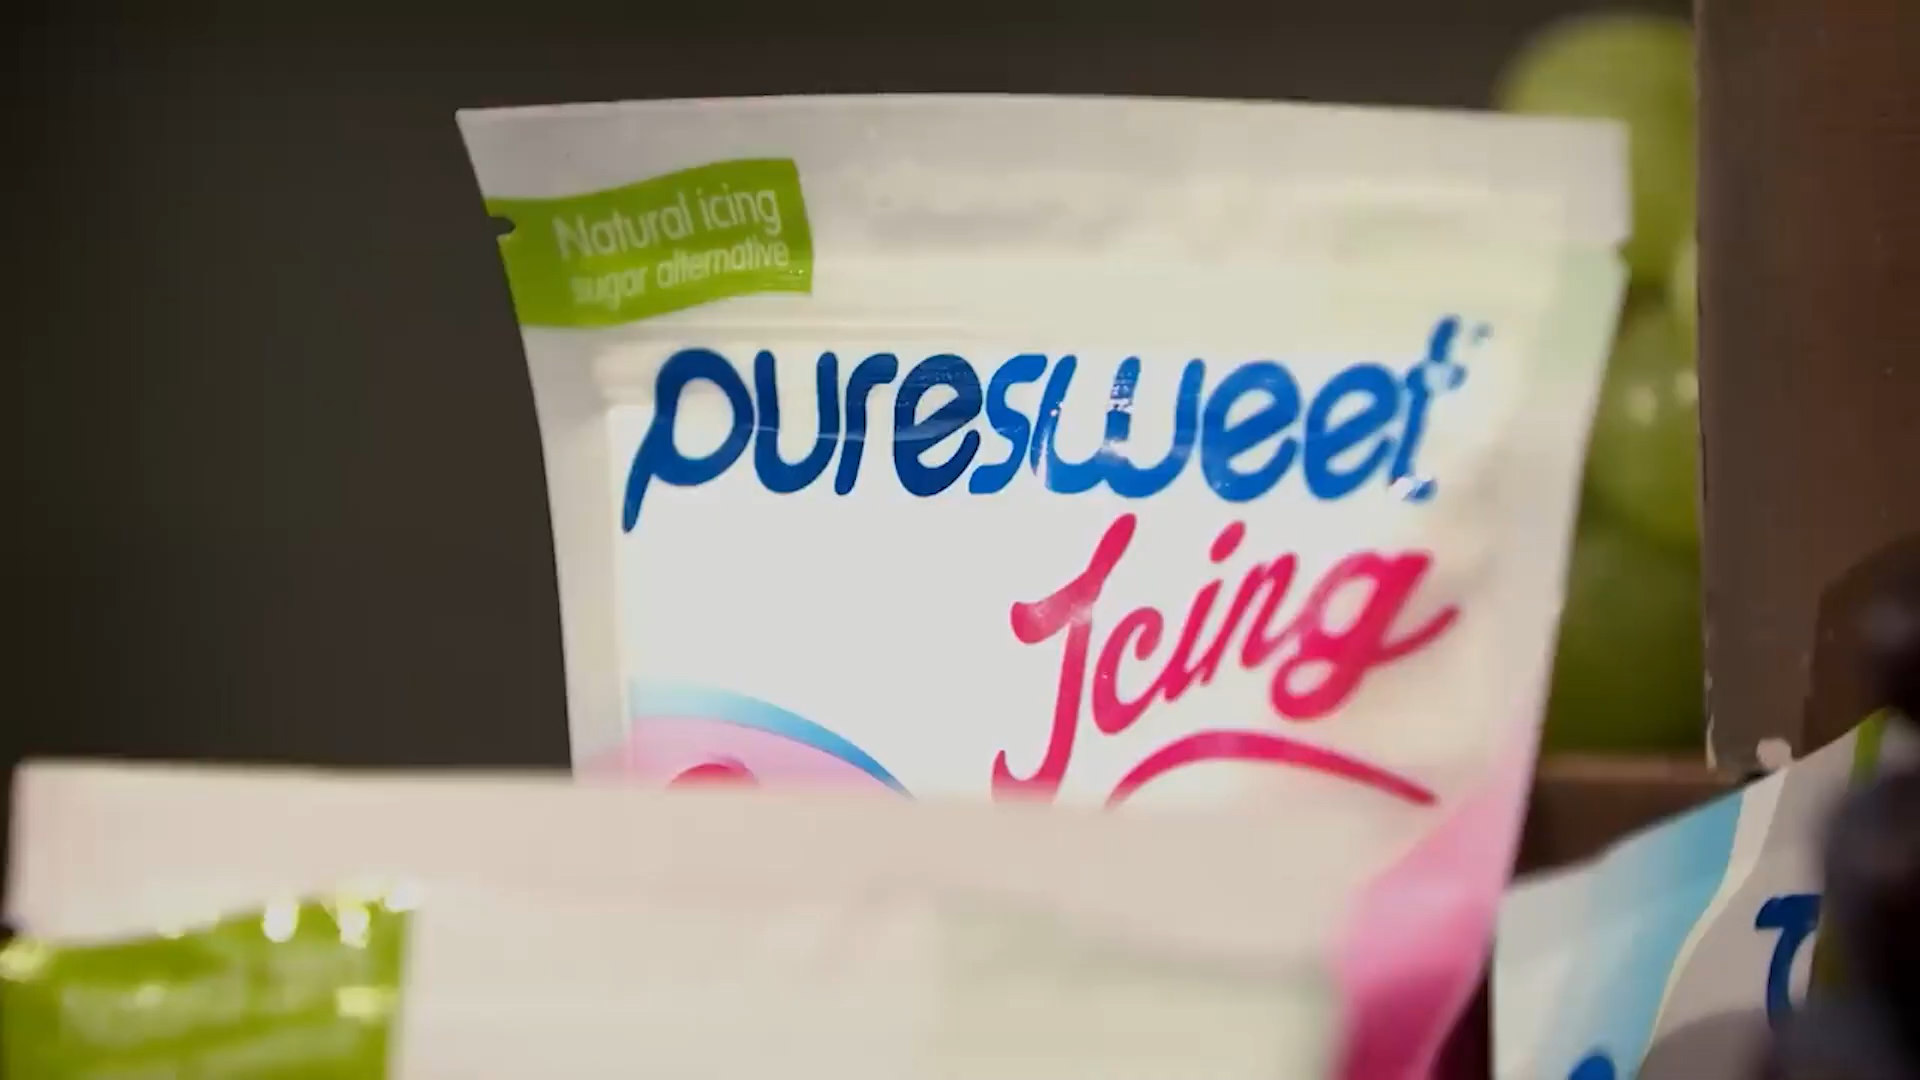 Natural icing
sugar alternative
puresweet
Icing